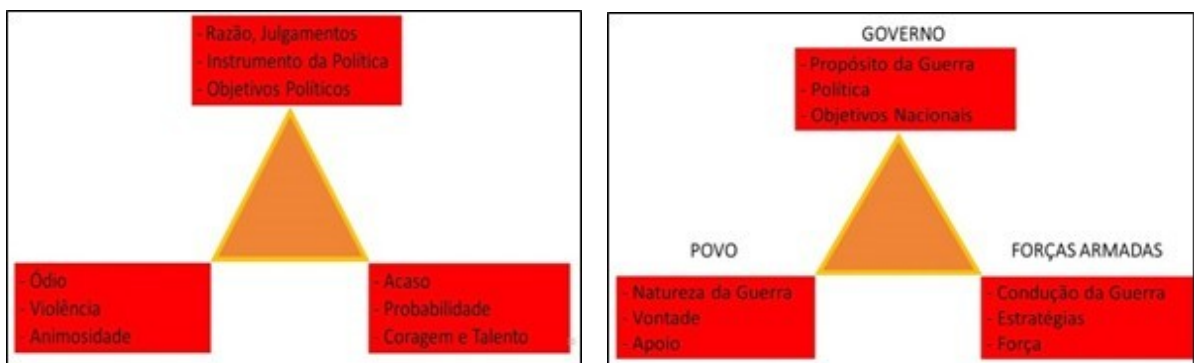 - Razão, Julgamentos
- Instrumento da Política
- Objetivos Políticos
- Ódio
- Violência
- Animosidade
- Acaso
- Probabilidade
- Coragem e Talento
GOVERNO
- Propósito da Guerra
- Política
- Objetivos Nacionais
POVO
- Natureza da Guerra
- Vontade
- Apoio
FORÇAS ARMADAS
- Condução da Guerra
- Estratégias
- Força